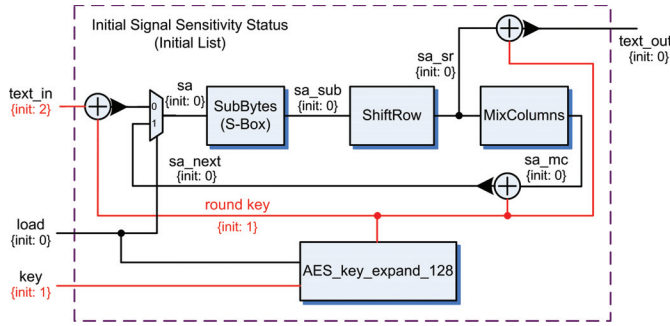 Initial Signal Sensitivity Status
(Initial List)
text_out
{init: 0}
text_in
{init: 2}
0
1
sa
{init: 0}
SubBytes
(S-Box)
sa_sub
{init: 0}
ShiftRow
sa_sr
{init: 0}
MixColumns
sa_next
{init: 0}
sa_mc
{init: 0}
round key
{init: 1}
load
{init: 0}
key
{init: 1}
AES_key_expand_128